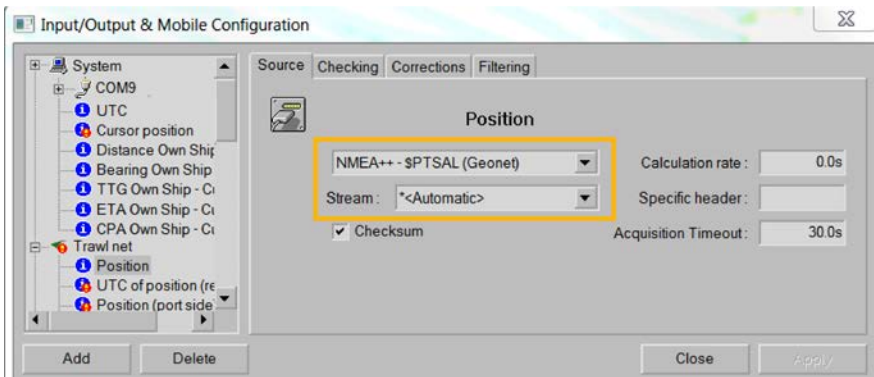 Input/Output & Mobile Configuration
System
COM9
UTC
Cursor position
Distance Own Ship
Bearing Own Ship
TTG Own Ship - Cu
ETA Own Ship - Cu
CPA Own Ship - Cu
Trawl net
Position
UTC of position (re
Position (port side
Add Delete
Source Checking Corrections Filtering
Position
NMEA++ - $PTSAL (Geonet) Calculation rate : 0.0s
Stream : *<Automatic> Specific header :
Checksum Acquisition Timeout : 30.0s
Close Apply